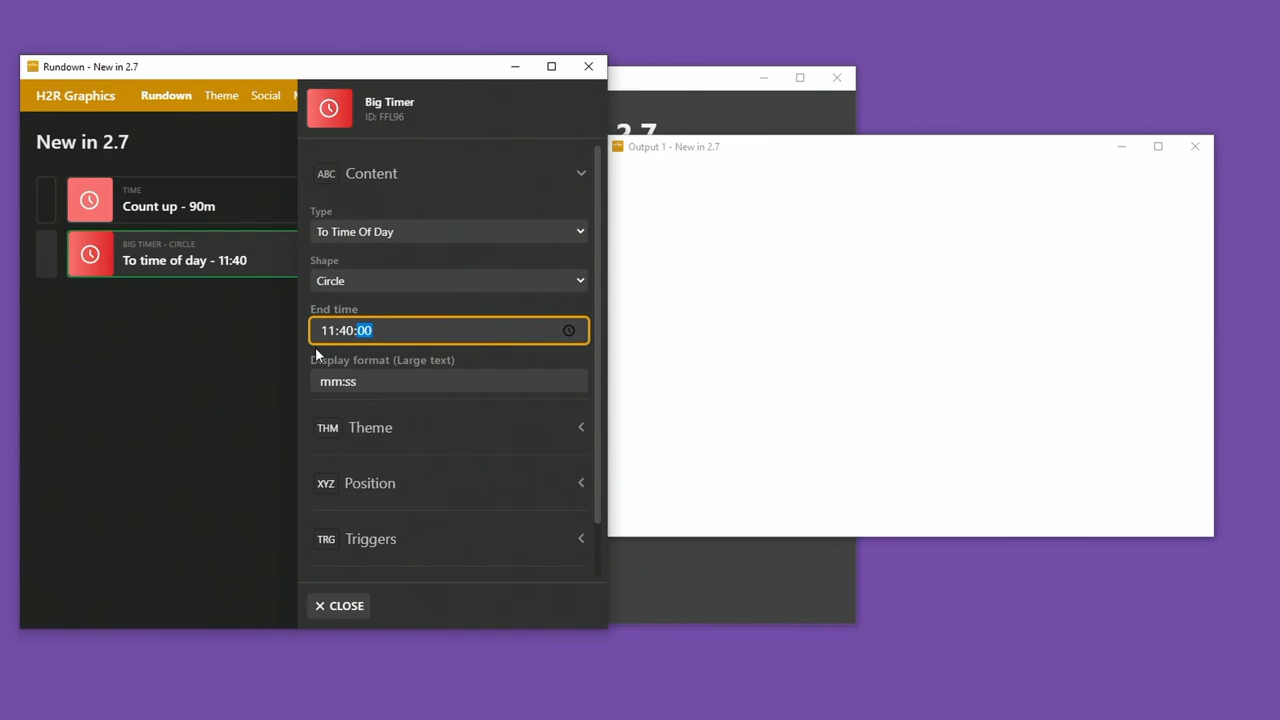 Rundown - New in 2.7
H2R Graphics
Rundown
Theme
Social
New in 2.7
TIME
Count up - 90m
BIG TIMER - CIRCLE
To time of day - 11:40
Big Timer
ID: FFL96
ABC
Content
Type
To Time Of Day
Shape
Circle
End time
11:40:00
Display format (Large text)
mm:ss
THM
Theme
XYZ
Position
TRG
Triggers
CLOSE
2.7
Output 1 - New in 2.7